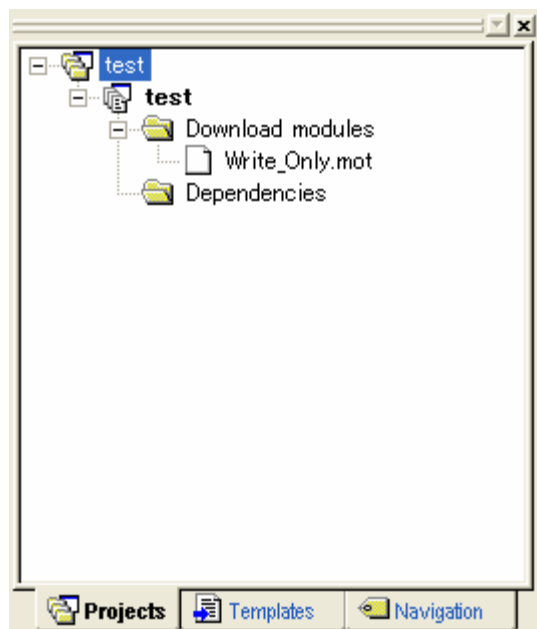 test
test
Download modules
Write_Only.mot
Dependencies
Projects Templates Navigation